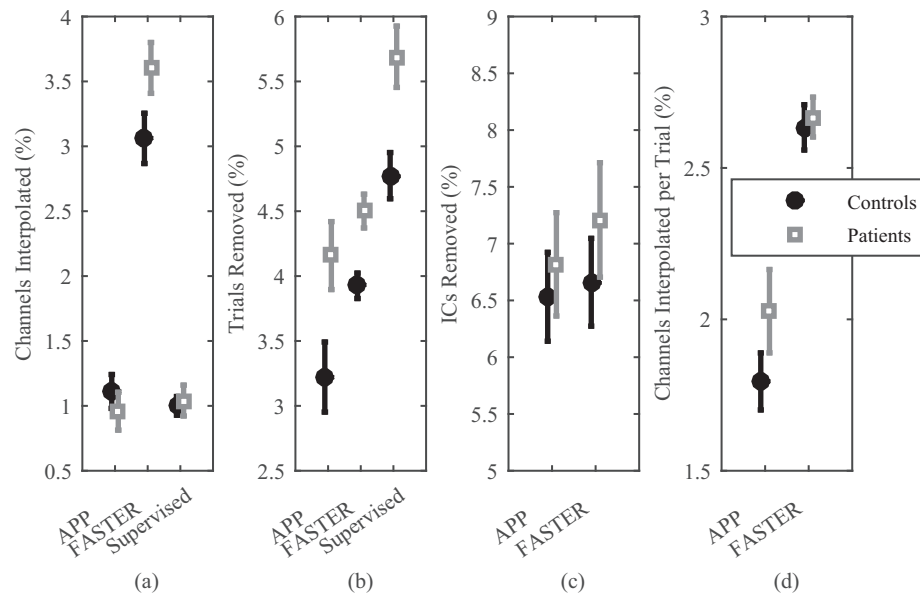 Channels Interpolated (%)
4
3.5
3
2.5
2
1.5
1
0.5
APP
FASTER
Supervised
(a)
Trials Removed (%)
6
5.5
5
4.5
4
3.5
3
2.5
APP
FASTER
Supervised
(b)
ICs Removed (%)
9
8.5
8
7.5
7
6.5
6
5.5
5
APP
FASTER
(c)
Channels Interpolated per Trial (%)
3
2.5
2
1.5
APP
FASTER
(d)
Controls
Patients